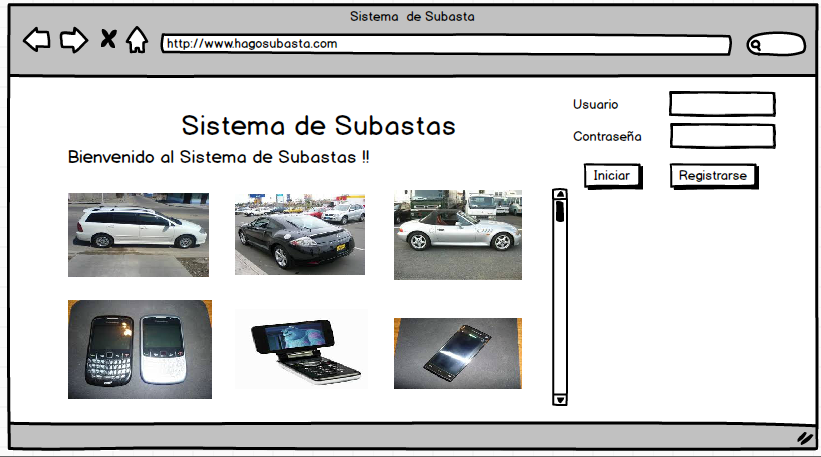 Sistema de Subasta
http://www.hagosubasta.com
Usuario
Sistema de Subastas
Contraseña
Bienvenido al Sistema de Subastas !!
Iniciar
Registrarse